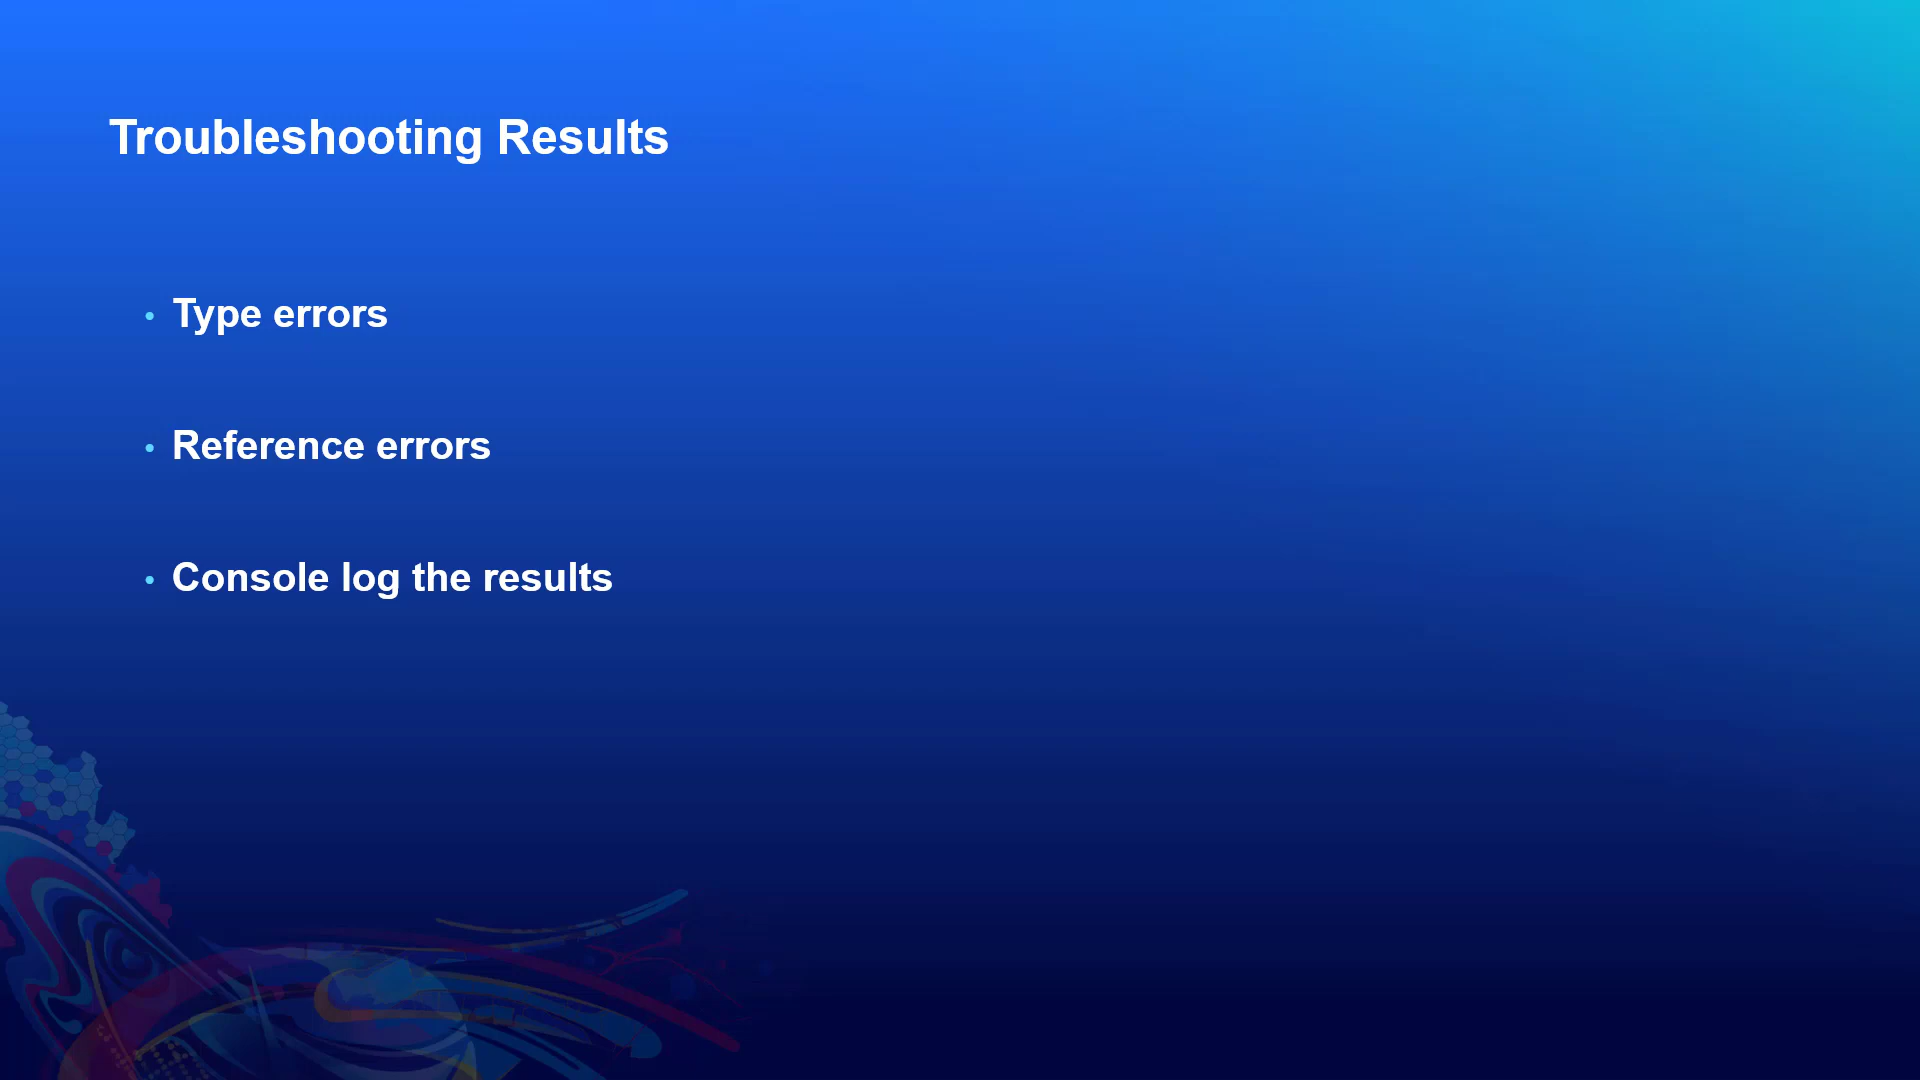 Troubleshooting Results
• Type errors
• Reference errors
• Console log the results